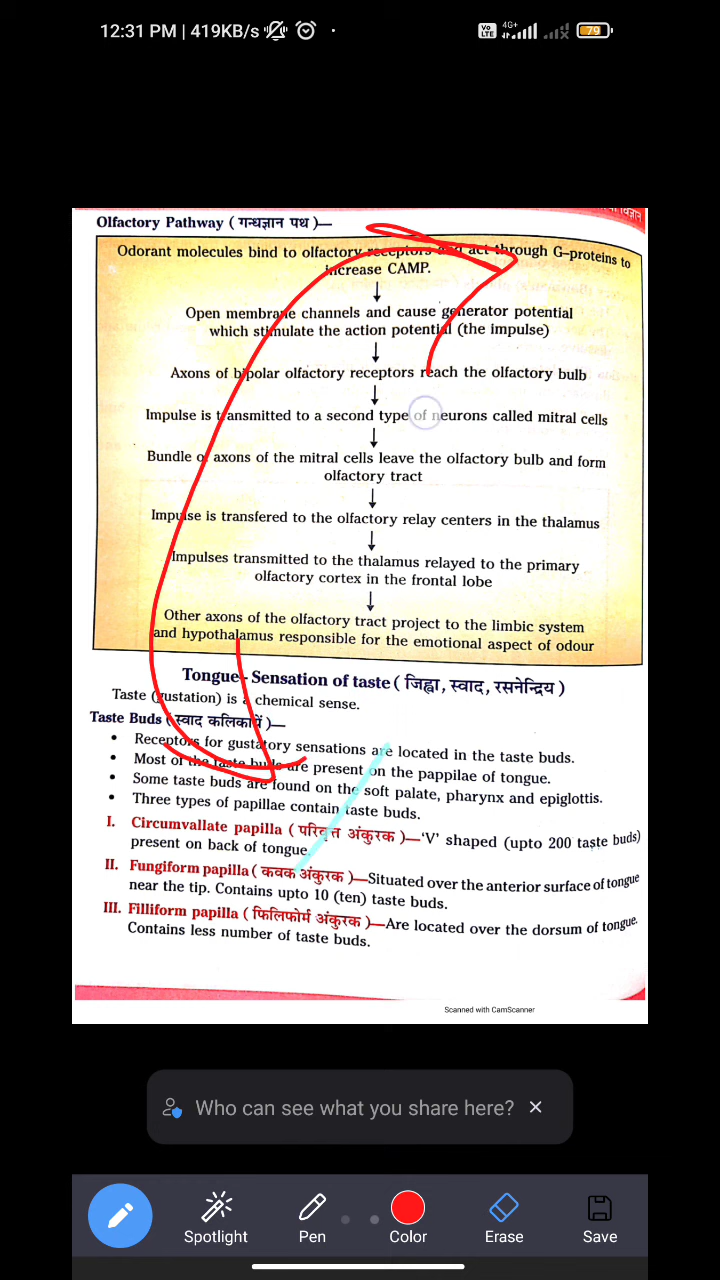 12:31 PM | 419KB/s
Vo LTE 4G+ 79
Olfactory Pathway ( गन्धज्ञान पथ )—
Odorant molecules bind to olfactory receptors and act through G–proteins to
increase CAMP.
Open membrane channels and cause generator potential
which stimulate the action potential (the impulse)
Axons of bipolar olfactory receptors reach the olfactory bulb
Impulse is transmitted to a second type of neurons called mitral cells
Bundle of axons of the mitral cells leave the olfactory bulb and form
olfactory tract
Impulse is transfered to the olfactory relay centers in the thalamus
Impulses transmitted to the thalamus relayed to the primary
olfactory cortex in the frontal lobe
Other axons of the olfactory tract project to the limbic system
and hypothalamus responsible for the emotional aspect of odour
Tongue- Sensation of taste ( जिह्वा, स्वाद, रसनेन्द्रिय )
Taste (gustation) is a chemical sense.
Taste Buds ( स्वाद कलिकायें )—
• Receptors for gustatory sensations are located in the taste buds.
• Most of the taste buds are present on the pappilae of tongue.
• Some taste buds are found on the soft palate, pharynx and epiglottis.
• Three types of papillae contain taste buds.
I. Circumvallate papilla ( परिवृत्त अंकुरक )—‘V’ shaped (upto 200 taste buds)
present on back of tongue.
II. Fungiform papilla ( कवक अंकुरक )—Situated over the anterior surface of tongue
near the tip. Contains upto 10 (ten) taste buds.
III. Filliform papilla ( फिलिफोर्म अंकुरक )—Are located over the dorsum of tongue.
Contains less number of taste buds.
Scanned with CamScanner
Who can see what you share here? ×
Spotlight Pen Color Erase Save